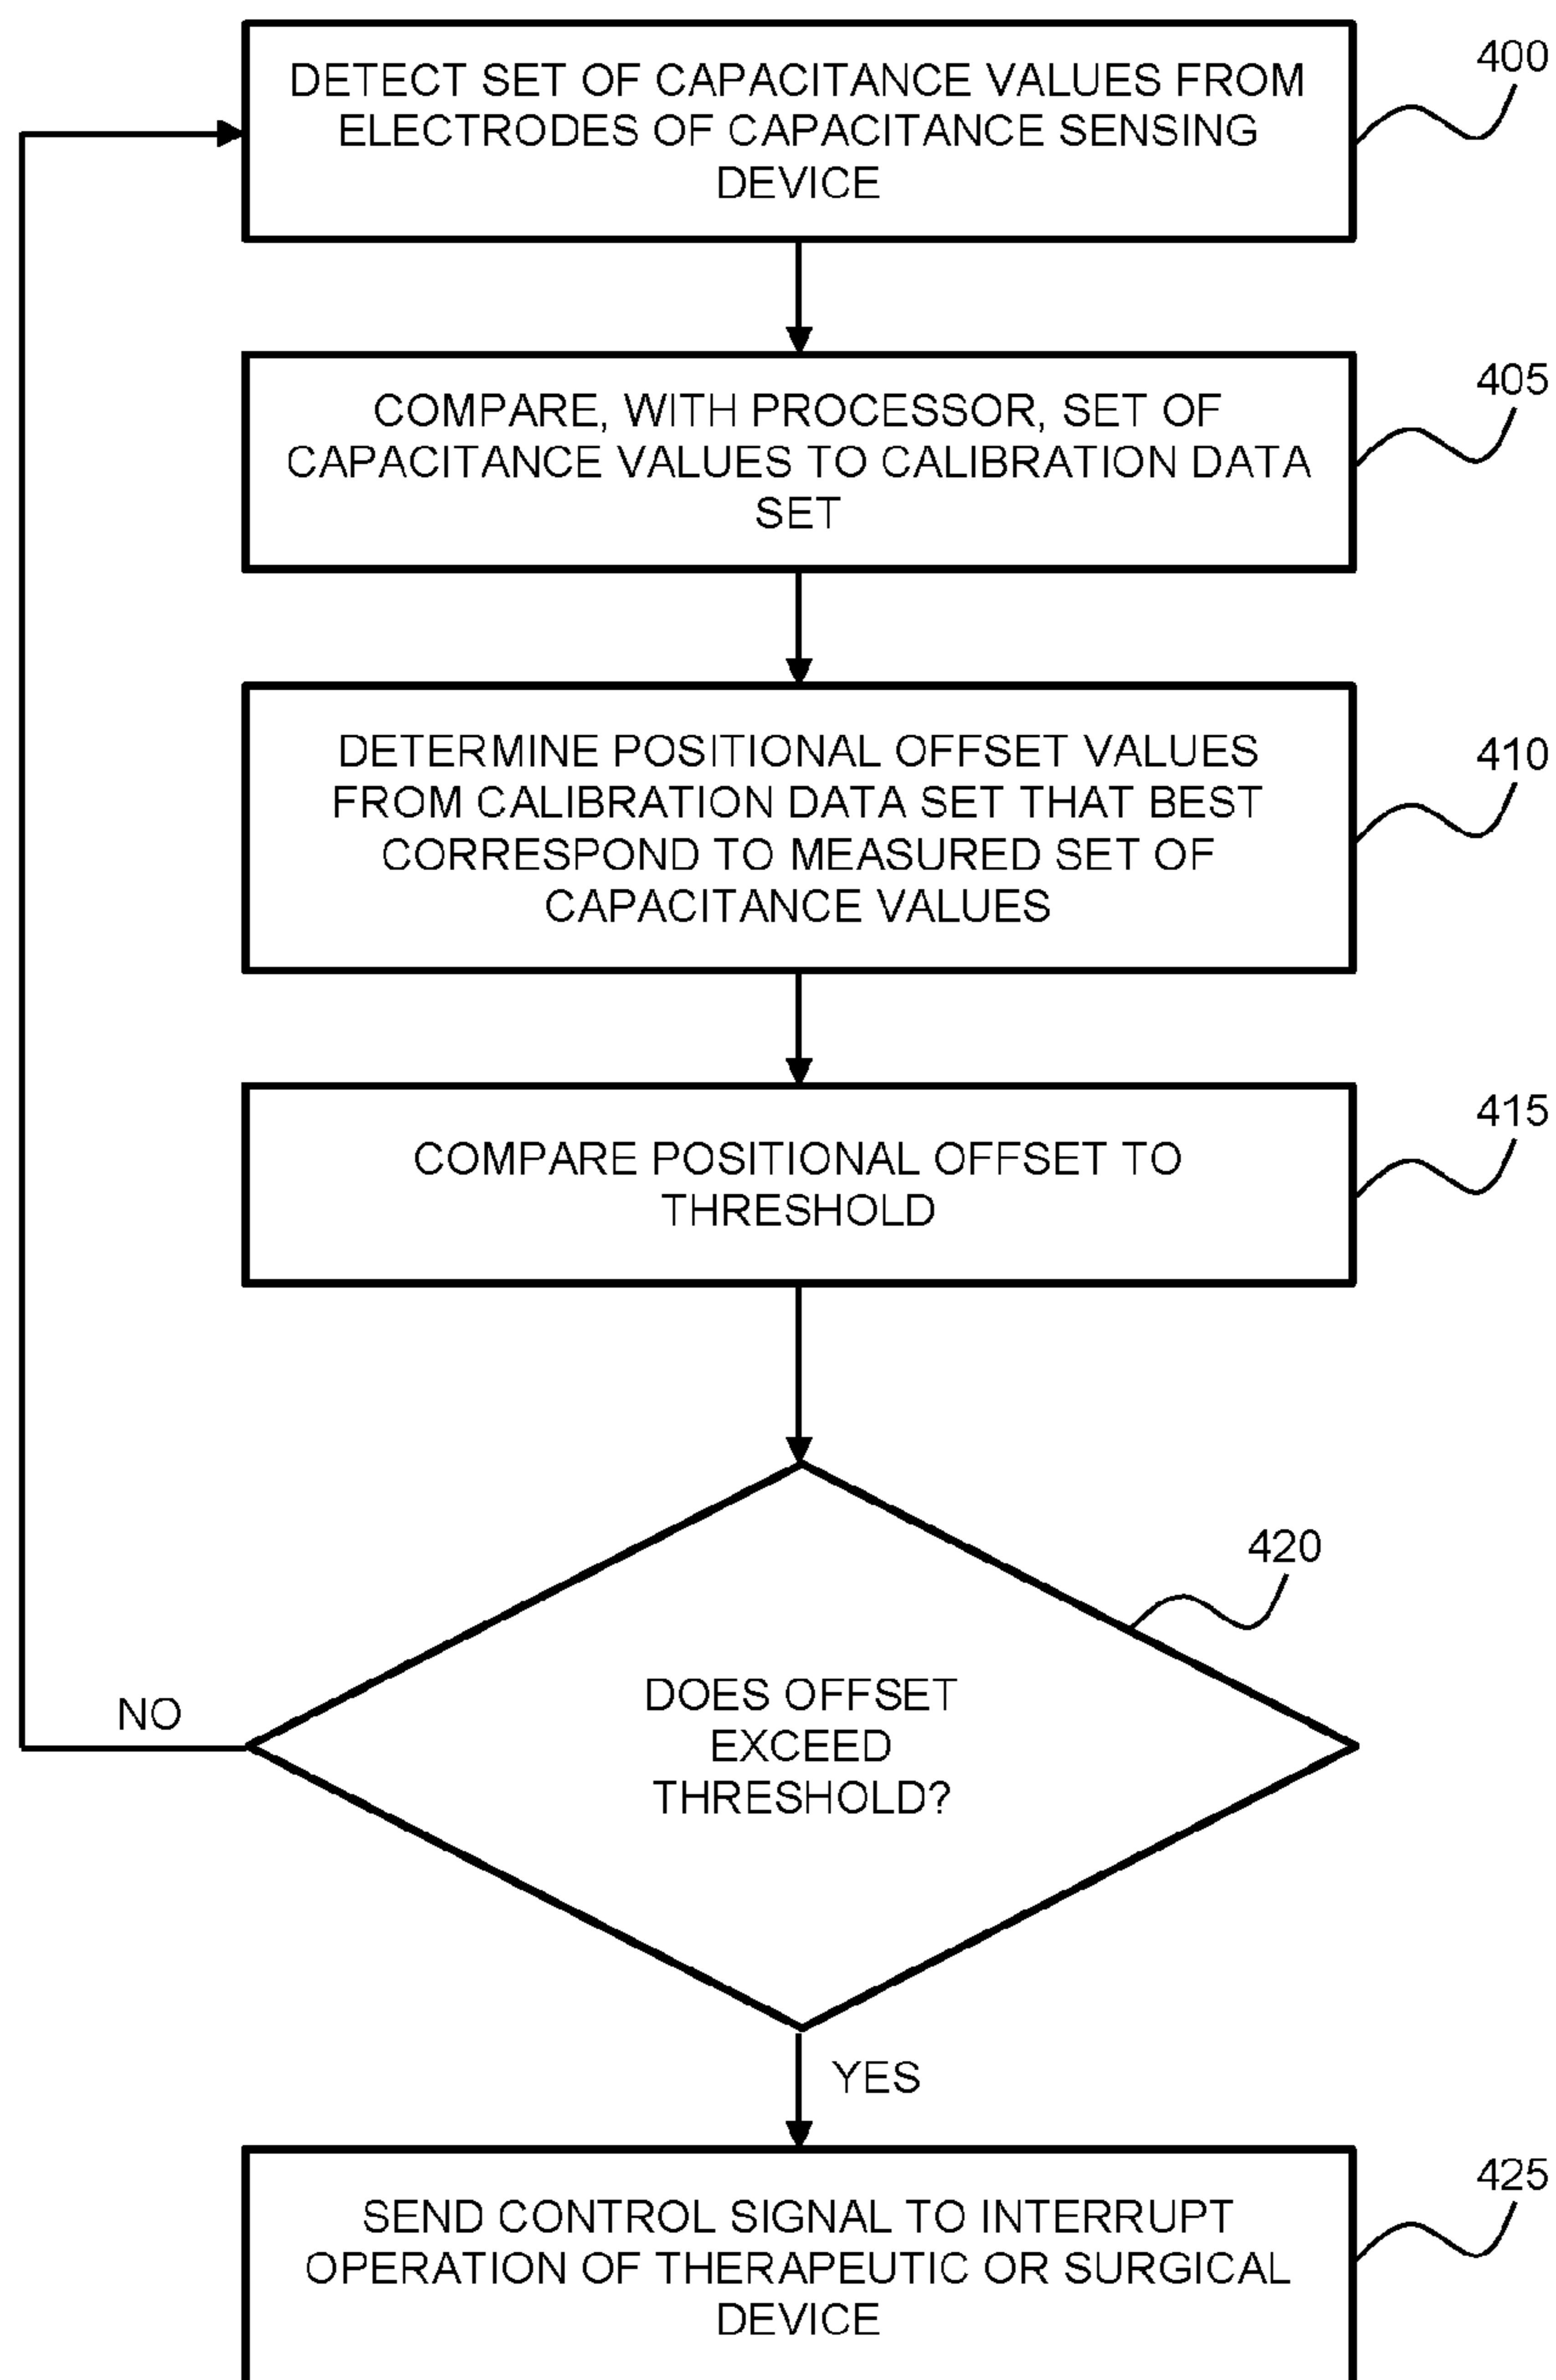 DETECT SET OF CAPACITANCE VALUES FROM
ELECTRODES OF CAPACITANCE SENSING
DEVICE
400
COMPARE, WITH PROCESSOR, SET OF
CAPACITANCE VALUES TO CALIBRATION DATA
SET
405
DETERMINE POSITIONAL OFFSET VALUES
FROM CALIBRATION DATA SET THAT BEST
CORRESPOND TO MEASURED SET OF
CAPACITANCE VALUES
410
COMPARE POSITIONAL OFFSET TO
THRESHOLD
415
DOES OFFSET
EXCEED
THRESHOLD?
420
NO
YES
SEND CONTROL SIGNAL TO INTERRUPT
OPERATION OF THERAPEUTIC OR SURGICAL
DEVICE
425